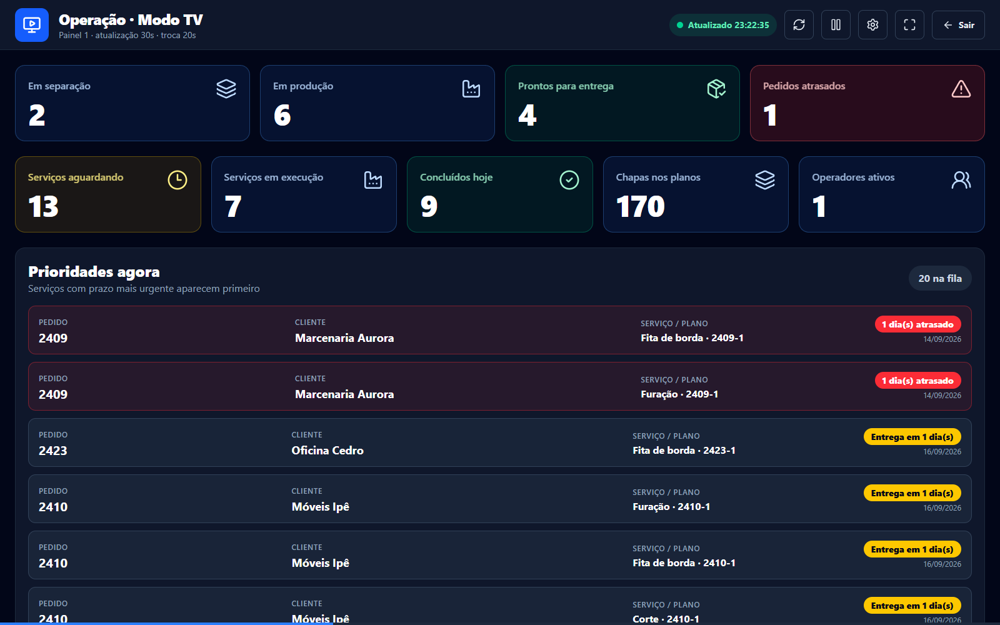 Operação · Modo TV
Painel 1 · atualização 30s · troca 20s
Atualizado 23:22:35
Sair
Em separação
2
Em produção
6
Prontos para entrega
4
Pedidos atrasados
1
Serviços aguardando
13
Serviços em execução
7
Concluídos hoje
9
Chapas nos planos
170
Operadores ativos
1
Prioridades agora
Serviços com prazo mais urgente aparecem primeiro
20 na fila
PEDIDO
2409
CLIENTE
Marcenaria Aurora
SERVIÇO / PLANO
Fita de borda · 2409-1
1 dia(s) atrasado
14/09/2026
PEDIDO
2409
CLIENTE
Marcenaria Aurora
SERVIÇO / PLANO
Furação · 2409-1
1 dia(s) atrasado
14/09/2026
PEDIDO
2423
CLIENTE
Oficina Cedro
SERVIÇO / PLANO
Fita de borda · 2423-1
Entrega em 1 dia(s)
16/09/2026
PEDIDO
2410
CLIENTE
Móveis Ipê
SERVIÇO / PLANO
Furação · 2410-1
Entrega em 1 dia(s)
16/09/2026
PEDIDO
2410
CLIENTE
Móveis Ipê
SERVIÇO / PLANO
Fita de borda · 2410-1
Entrega em 1 dia(s)
16/09/2026
PEDIDO
2410
CLIENTE
Móveis Ipê
SERVIÇO / PLANO
Corte · 2410-1
Entrega em 1 dia(s)
16/09/2026